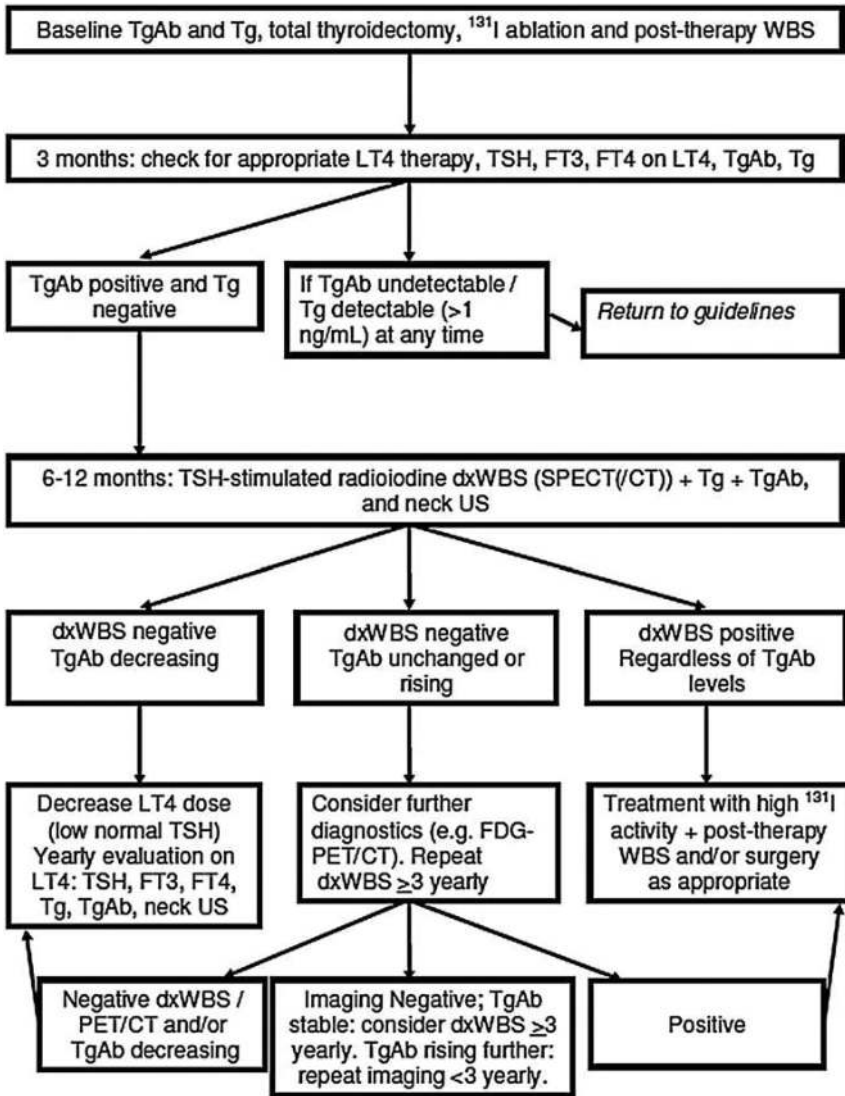 Baseline TgAb and Tg, total thyroidectomy, ¹³¹I ablation and post-therapy WBS
3 months: check for appropriate LT4 therapy, TSH, FT3, FT4 on LT4, TgAb, Tg
TgAb positive and Tg
negative
If TgAb undetectable /
Tg detectable (>1
ng/mL) at any time
Return to guidelines
6-12 months: TSH-stimulated radioiodine dxWBS (SPECT(/CT)) + Tg + TgAb,
and neck US
dxWBS negative
TgAb decreasing
dxWBS negative
TgAb unchanged or
rising
dxWBS positive
Regardless of TgAb
levels
Decrease LT4 dose
(low normal TSH)
Yearly evaluation on
LT4: TSH, FT3, FT4,
Tg, TgAb, neck US
Consider further
diagnostics (e.g. FDG-
PET/CT). Repeat
dxWBS ≥3 yearly
Treatment with high ¹³¹I
activity + post-therapy
WBS and/or surgery
as appropriate
Negative dxWBS /
PET/CT and/or
TgAb decreasing
Imaging Negative; TgAb
stable: consider dxWBS ≥3
yearly. TgAb rising further:
repeat imaging <3 yearly.
Positive